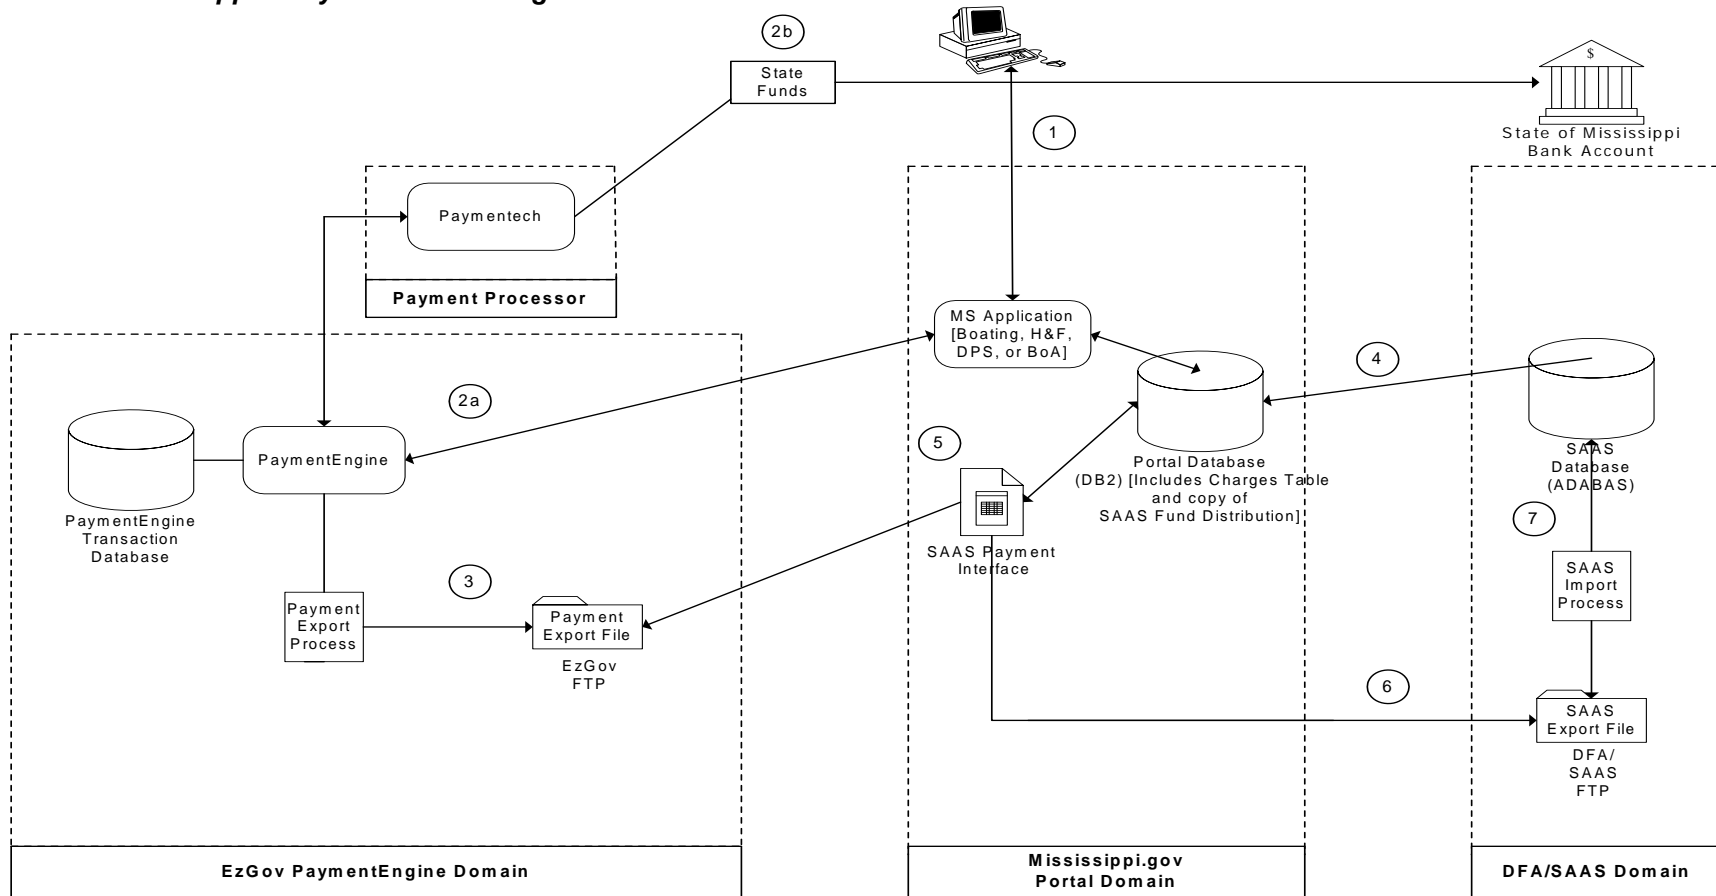 2b
State
Funds
$
State of Mississippi
Bank Account
1
Paymentech
Payment Processor
MS Application
[Boating, H&F,
DPS, or BoA]
4
2a
PaymentEngine
PaymentEngine
Transaction
Database
5
Portal Database
(DB2) [Includes Charges Table
and copy of
SAAS Fund Distribution]
SAAS
Database
(ADABAS)
7
SAAS Payment
Interface
3
Payment
Export
Process
Payment
Export File
EzGov
FTP
SAAS
Import
Process
6
SAAS
Export File
DFA/
SAAS
FTP
EzGov PaymentEngine Domain
Mississippi.gov
Portal Domain
DFA/SAAS Domain